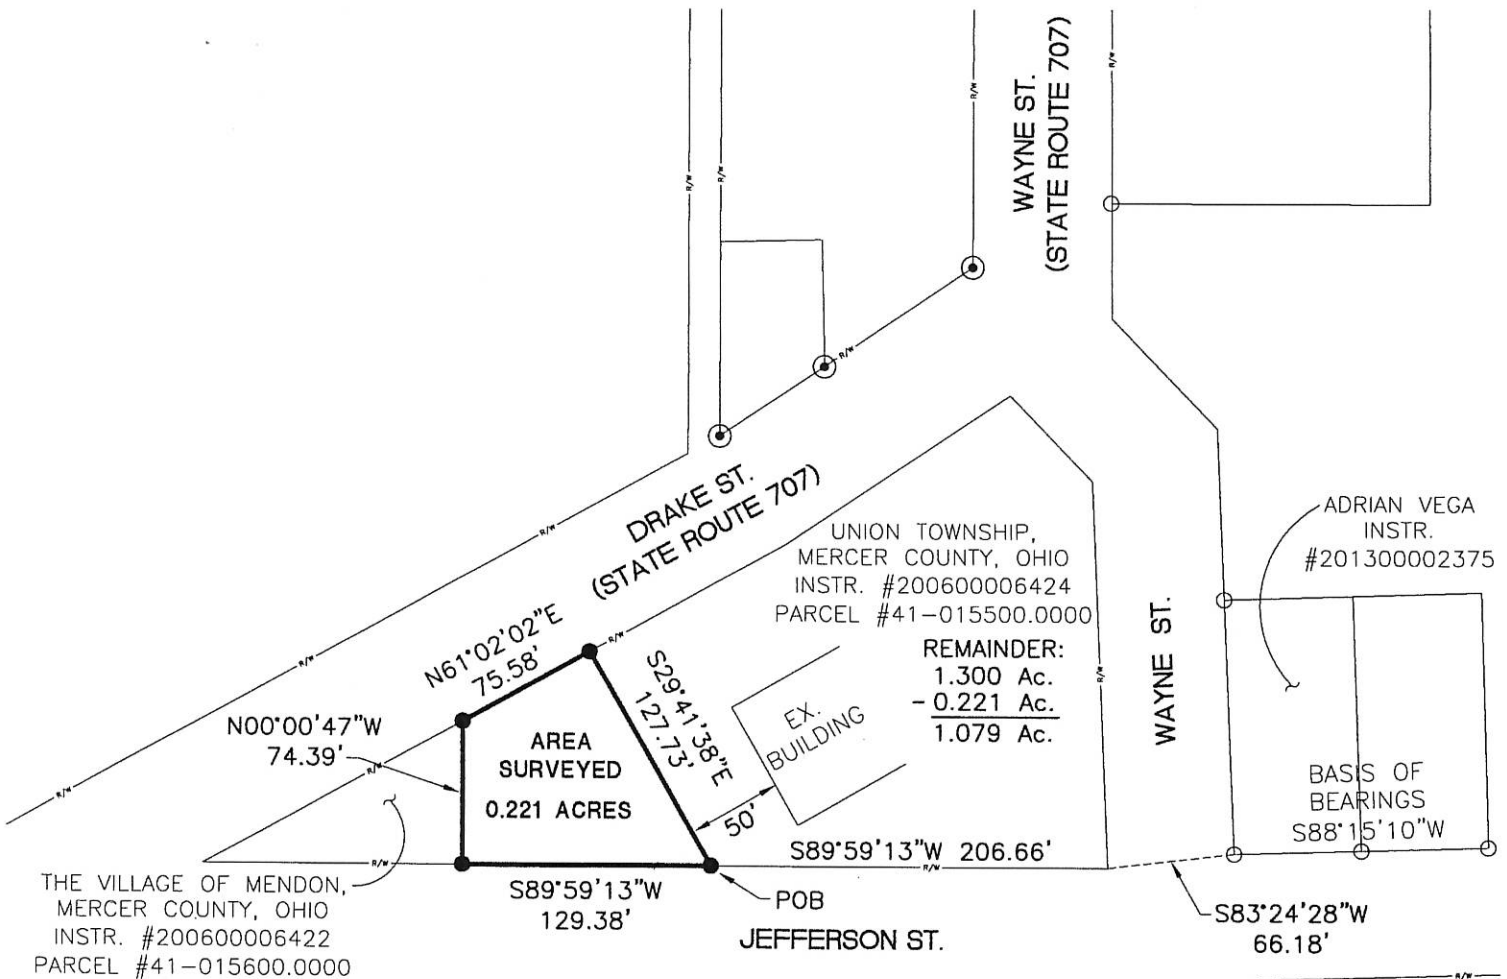 WAYNE ST.
(STATE ROUTE 707)
R/W
R/W
R/W
R/W
R/W
DRAKE ST.
(STATE ROUTE 707)
R/W
R/W
R/W
R/W
R/W
R/W
R/W
R/W
R/W
UNION TOWNSHIP,
MERCER COUNTY, OHIO
INSTR. #200600006424
PARCEL #41-015500.0000
REMAINDER:
1.300 Ac.
- 0.221 Ac.
1.079 Ac.
ADRIAN VEGA
INSTR.
#201300002375
WAYNE ST.
N61°02'02"E
75.58'
N00°00'47"W
74.39'
S29°41'38"E
127.73'
AREA
SURVEYED
0.221 ACRES
EX.
BUILDING
50'
BASIS OF
BEARINGS
S88°15'10"W
S89°59'13"W 206.66'
THE VILLAGE OF MENDON,
MERCER COUNTY, OHIO
INSTR. #200600006422
PARCEL #41-015600.0000
S89°59'13"W
129.38'
POB
JEFFERSON ST.
S83°24'28"W
66.18'